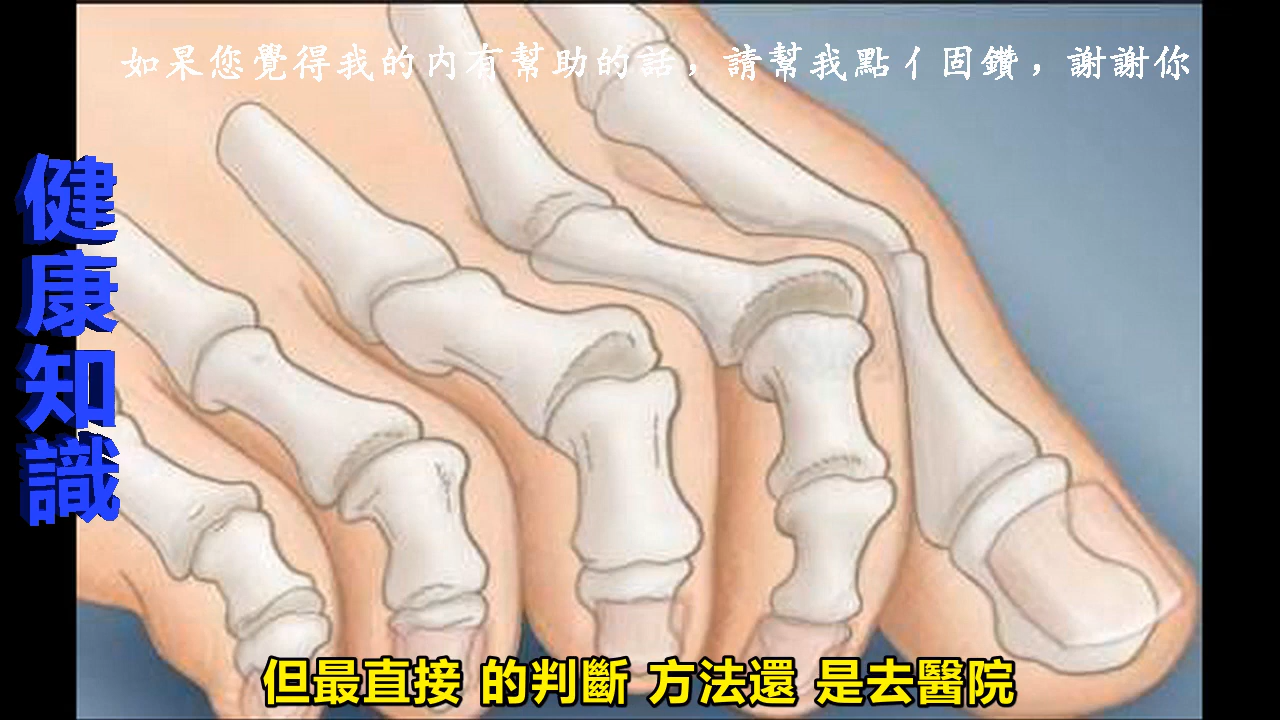 如果您覺得我的内有幫助的話，請幫我點亻固鑽，謝謝你
健康知識
但最直接 的判斷 方法還 是去醫院